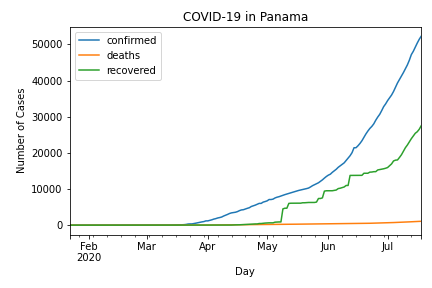 COVID-19 in Panama
confirmed
deaths
recovered
Number of Cases
50000
40000
30000
20000
10000
0
Feb Mar Apr May Jun Jul
2020
Day